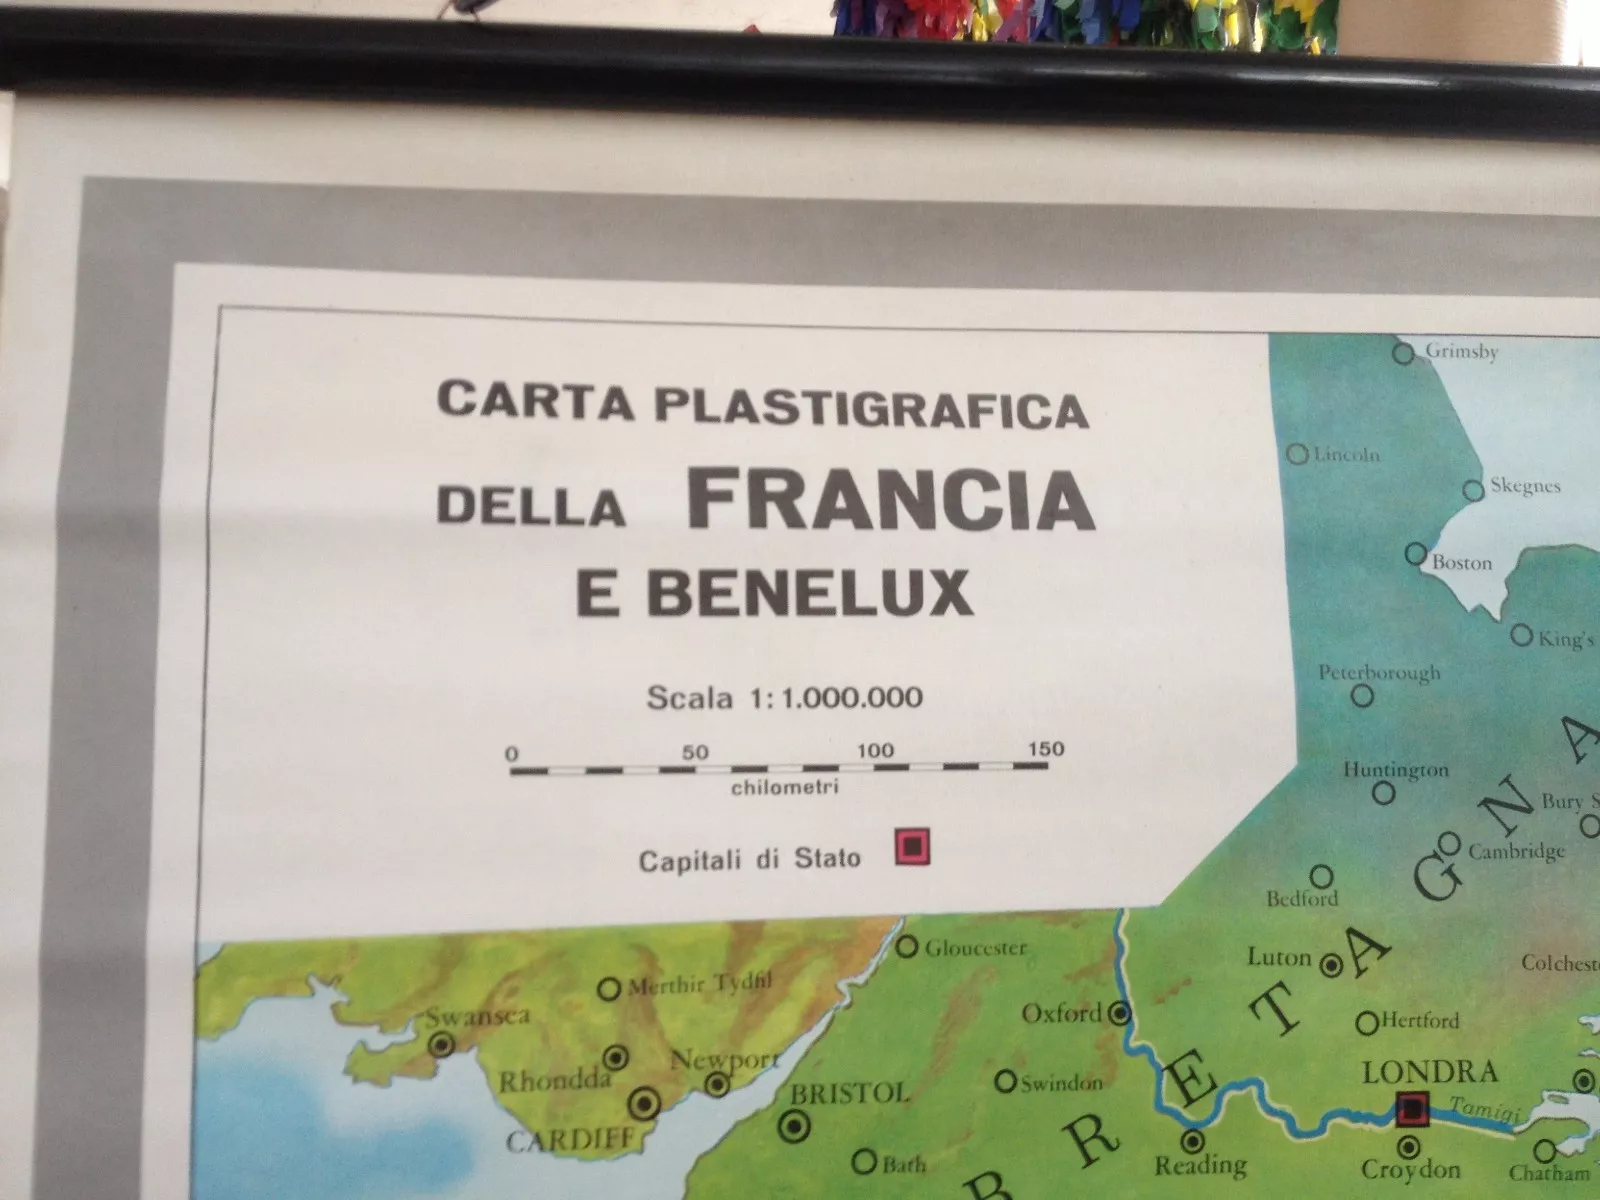 CARTA PLASTIGRAFICA
DELLA FRANCIA
E BENELUX
Scala 1:1.000.000
0 50 100 150
chilometri
Capitali di Stato
Grimsby
Lincoln
Skegnes
Boston
King's
Peterborough
Huntington
Bury S
Cambridge
Bedford
Luton
Colchest
Gloucester
Merthir Tydfil
Swansea
Oxford
Hertford
Rhondda
Newport
Swindon
LONDRA
Tamigi
BRISTOL
CARDIFF
Bath
Reading
Croydon
Chatham
BRETAGNA